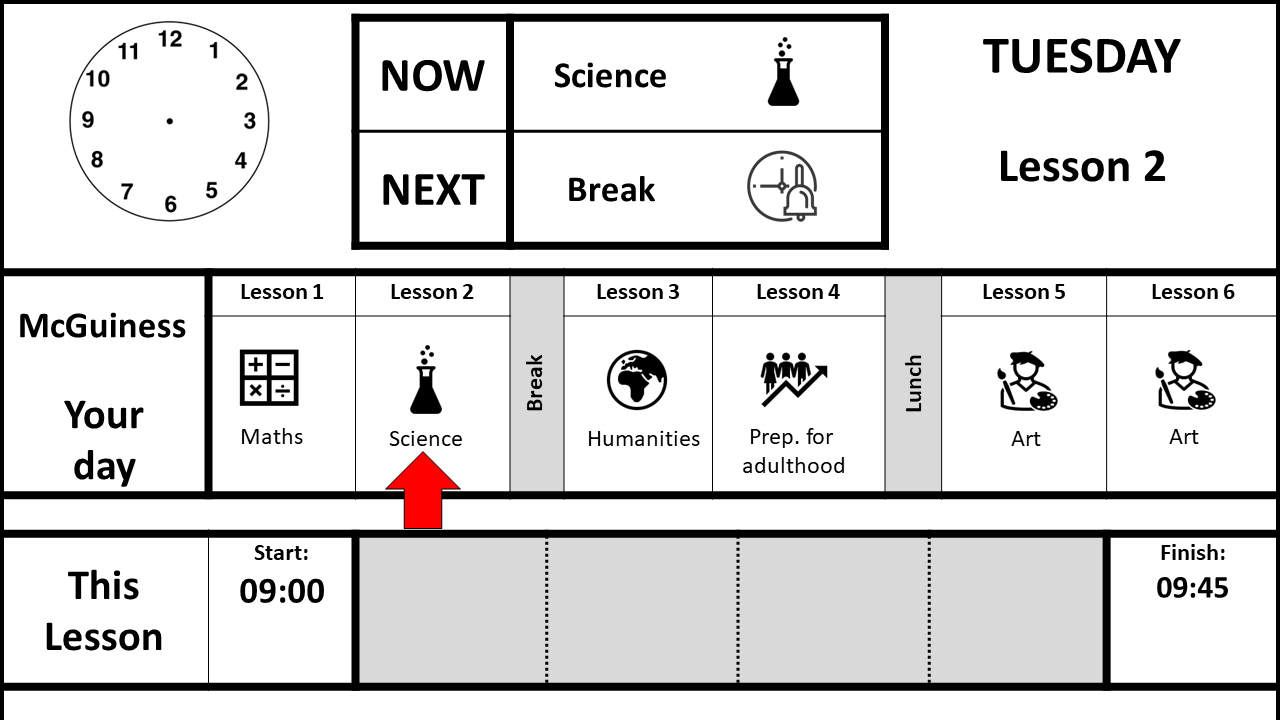 12
11
1
10
2
9
3
8
4
7
5
6
NOW
Science
NEXT
Break
TUESDAY
Lesson 2
McGuiness
Your
day
Lesson 1
Lesson 2
Break
Lesson 3
Lesson 4
Lunch
Lesson 5
Lesson 6
Maths
Science
Humanities
Prep. for
adulthood
Art
Art
This
Lesson
Start:
09:00
Finish:
09:45